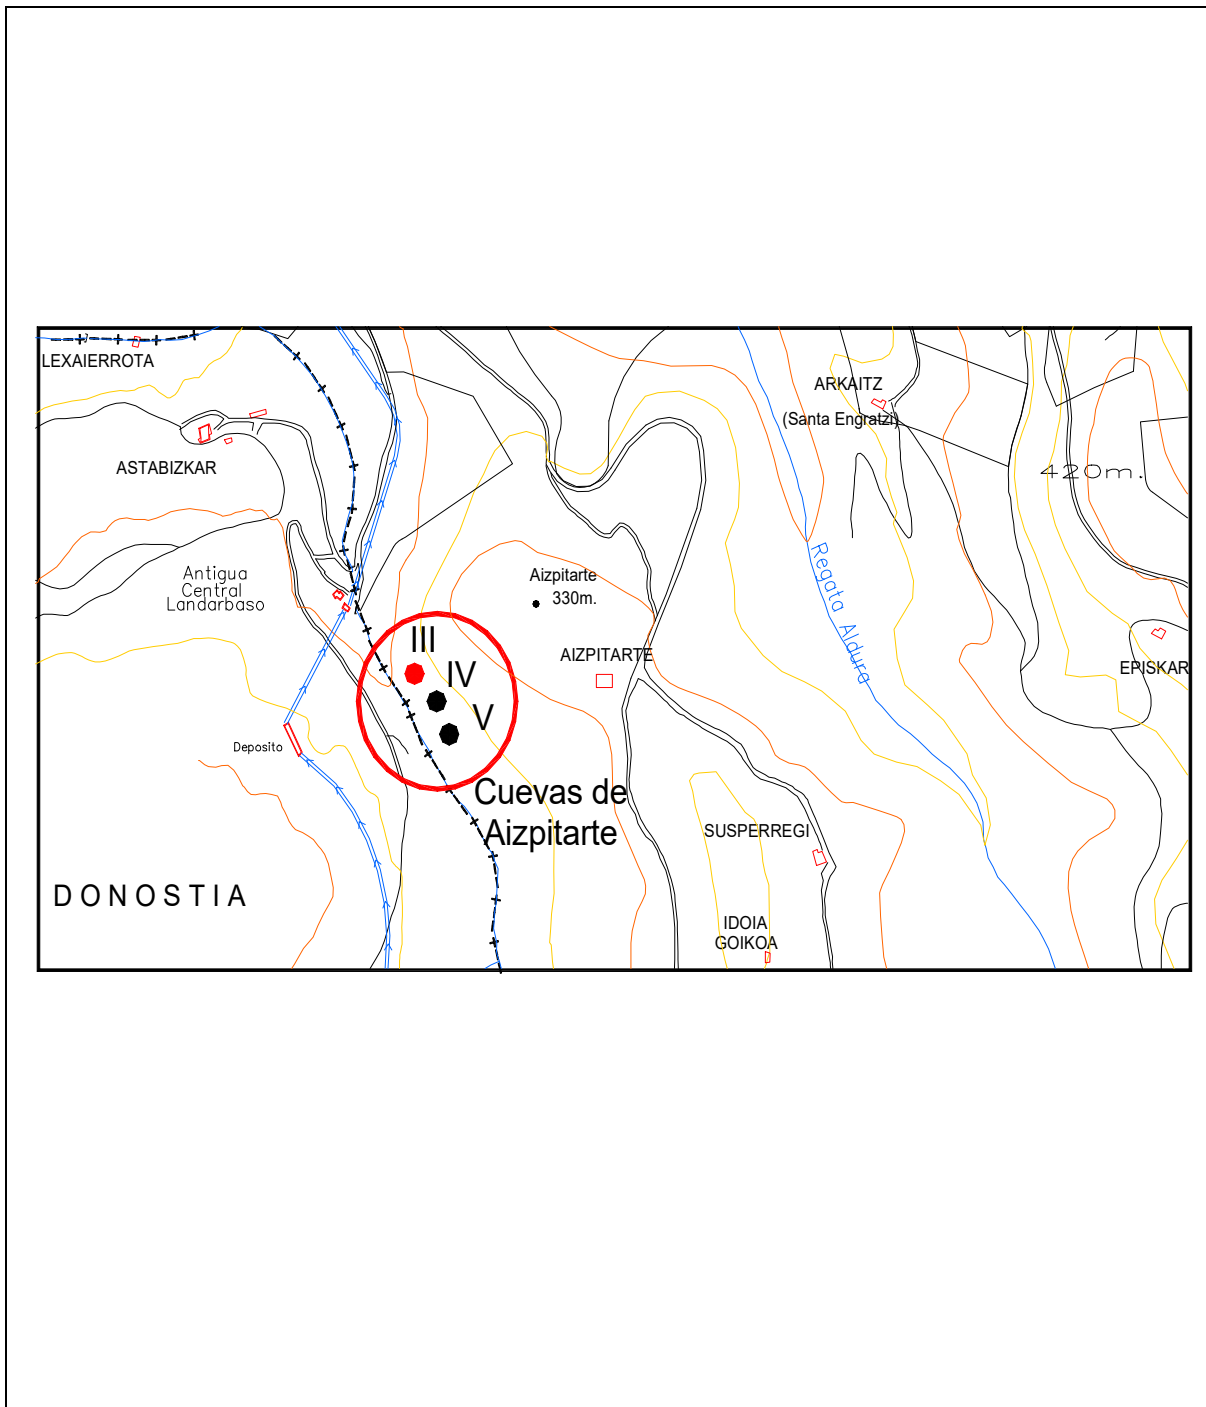 LEXAIERROTA
ARKAITZ
(Santa Engratzi)
ASTABIZKAR
420m.
Antigua
Central
Landarbaso
Aizpitarte
330m.
Regata Aldura
III
AIZPITARTE
EPISKAR
IV
V
Deposito
Cuevas de
Aizpitarte
SUSPERREGI
DONOSTIA
IDOIA
GOIKOA